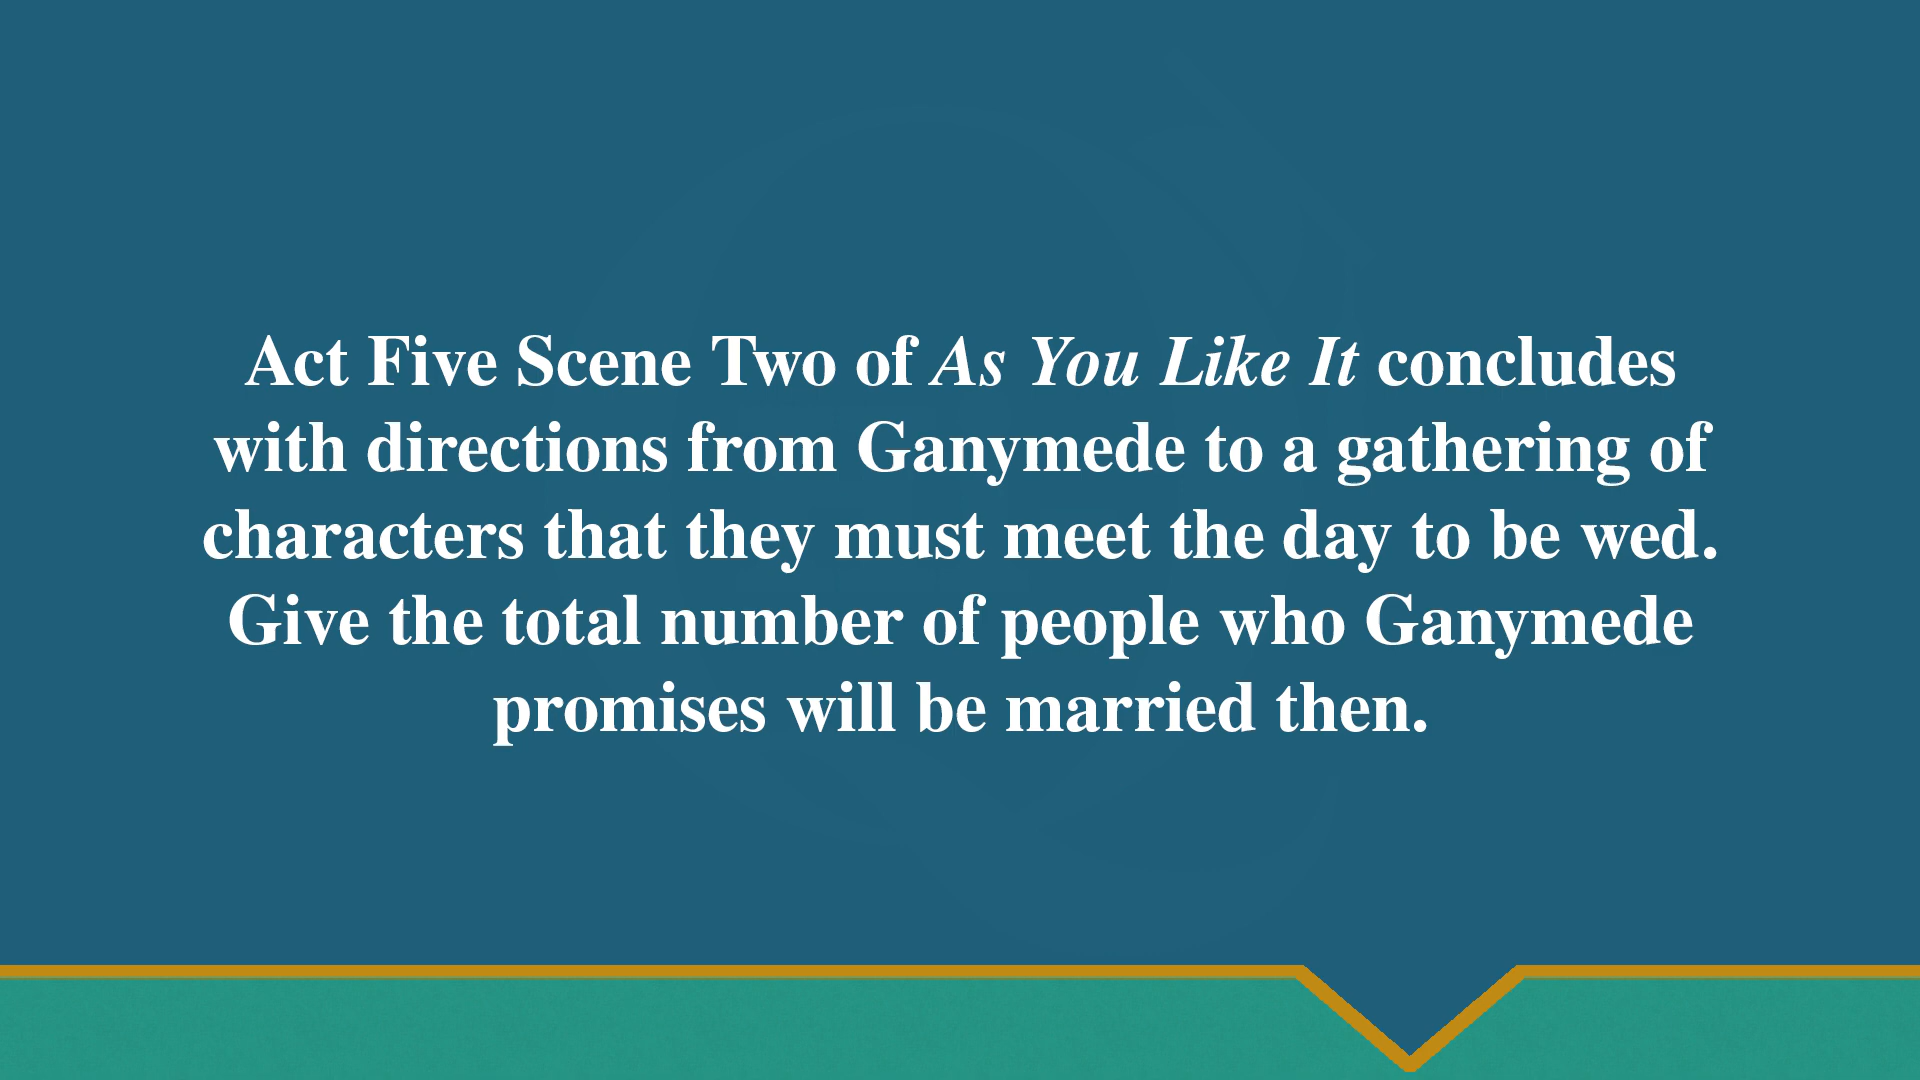 Act Five Scene Two of As You Like It concludes
with directions from Ganymede to a gathering of
characters that they must meet the day to be wed.
Give the total number of people who Ganymede
promises will be married then.